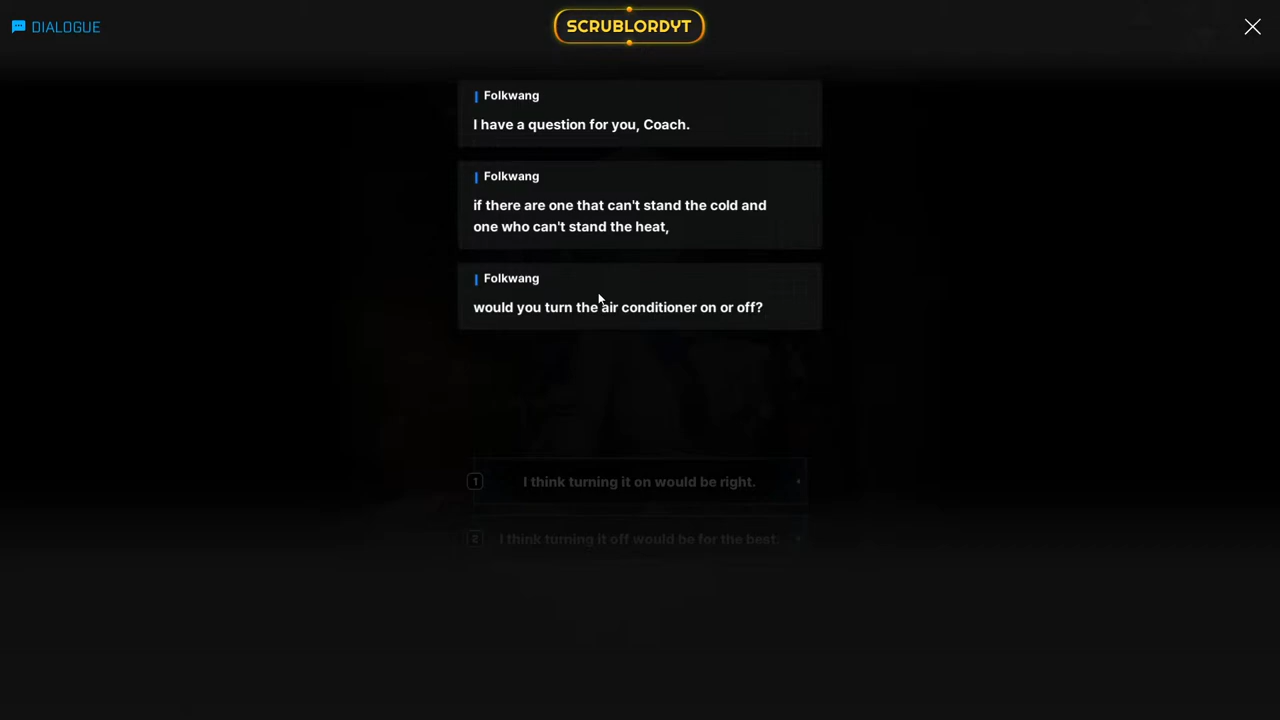 DIALOGUE
SCRUBLORDYT
Folkwang
I have a question for you, Coach.
Folkwang
if there are one that can't stand the cold and
one who can't stand the heat,
Folkwang
would you turn the air conditioner on or off?
1 I think turning it on would be right.
2 I think turning it off would be for the best.